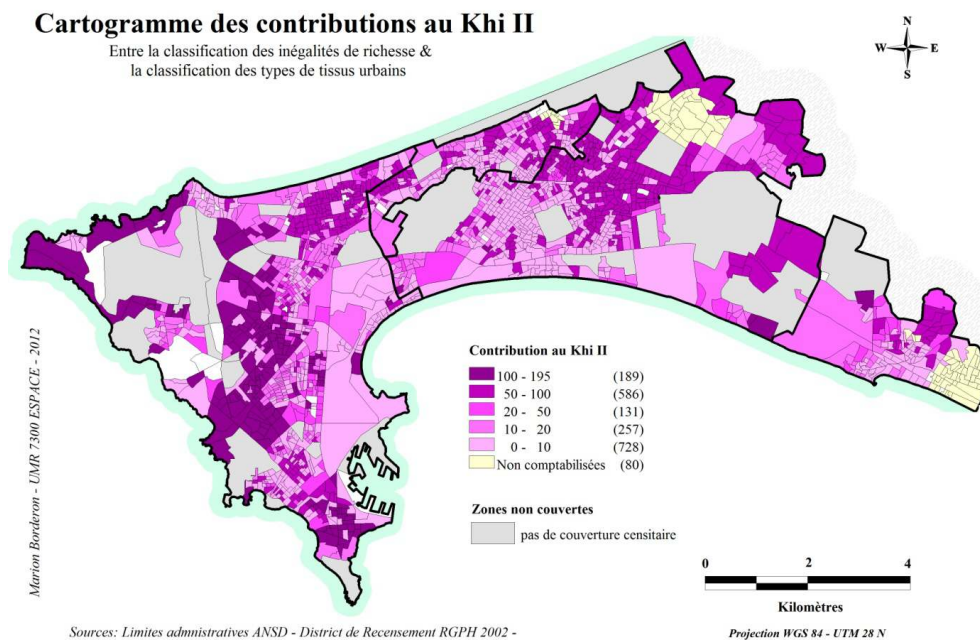 Cartogramme des contributions au Khi II
Entre la classification des inégalités de richesse &
la classification des types de tissus urbains
N
W E
S
Marion Borderon - UMR 7300 ESPACE - 2012
Contribution au Khi II
100 - 195 (189)
50 - 100 (586)
20 - 50 (131)
10 - 20 (257)
0 - 10 (728)
Non comptabilisées (80)
Zones non couvertes
pas de couverture censitaire
0 2 4
Kilomètres
Sources: Limites admnistratives ANSD - District de Recensement RGPH 2002 -
Projection WGS 84 - UTM 28 N